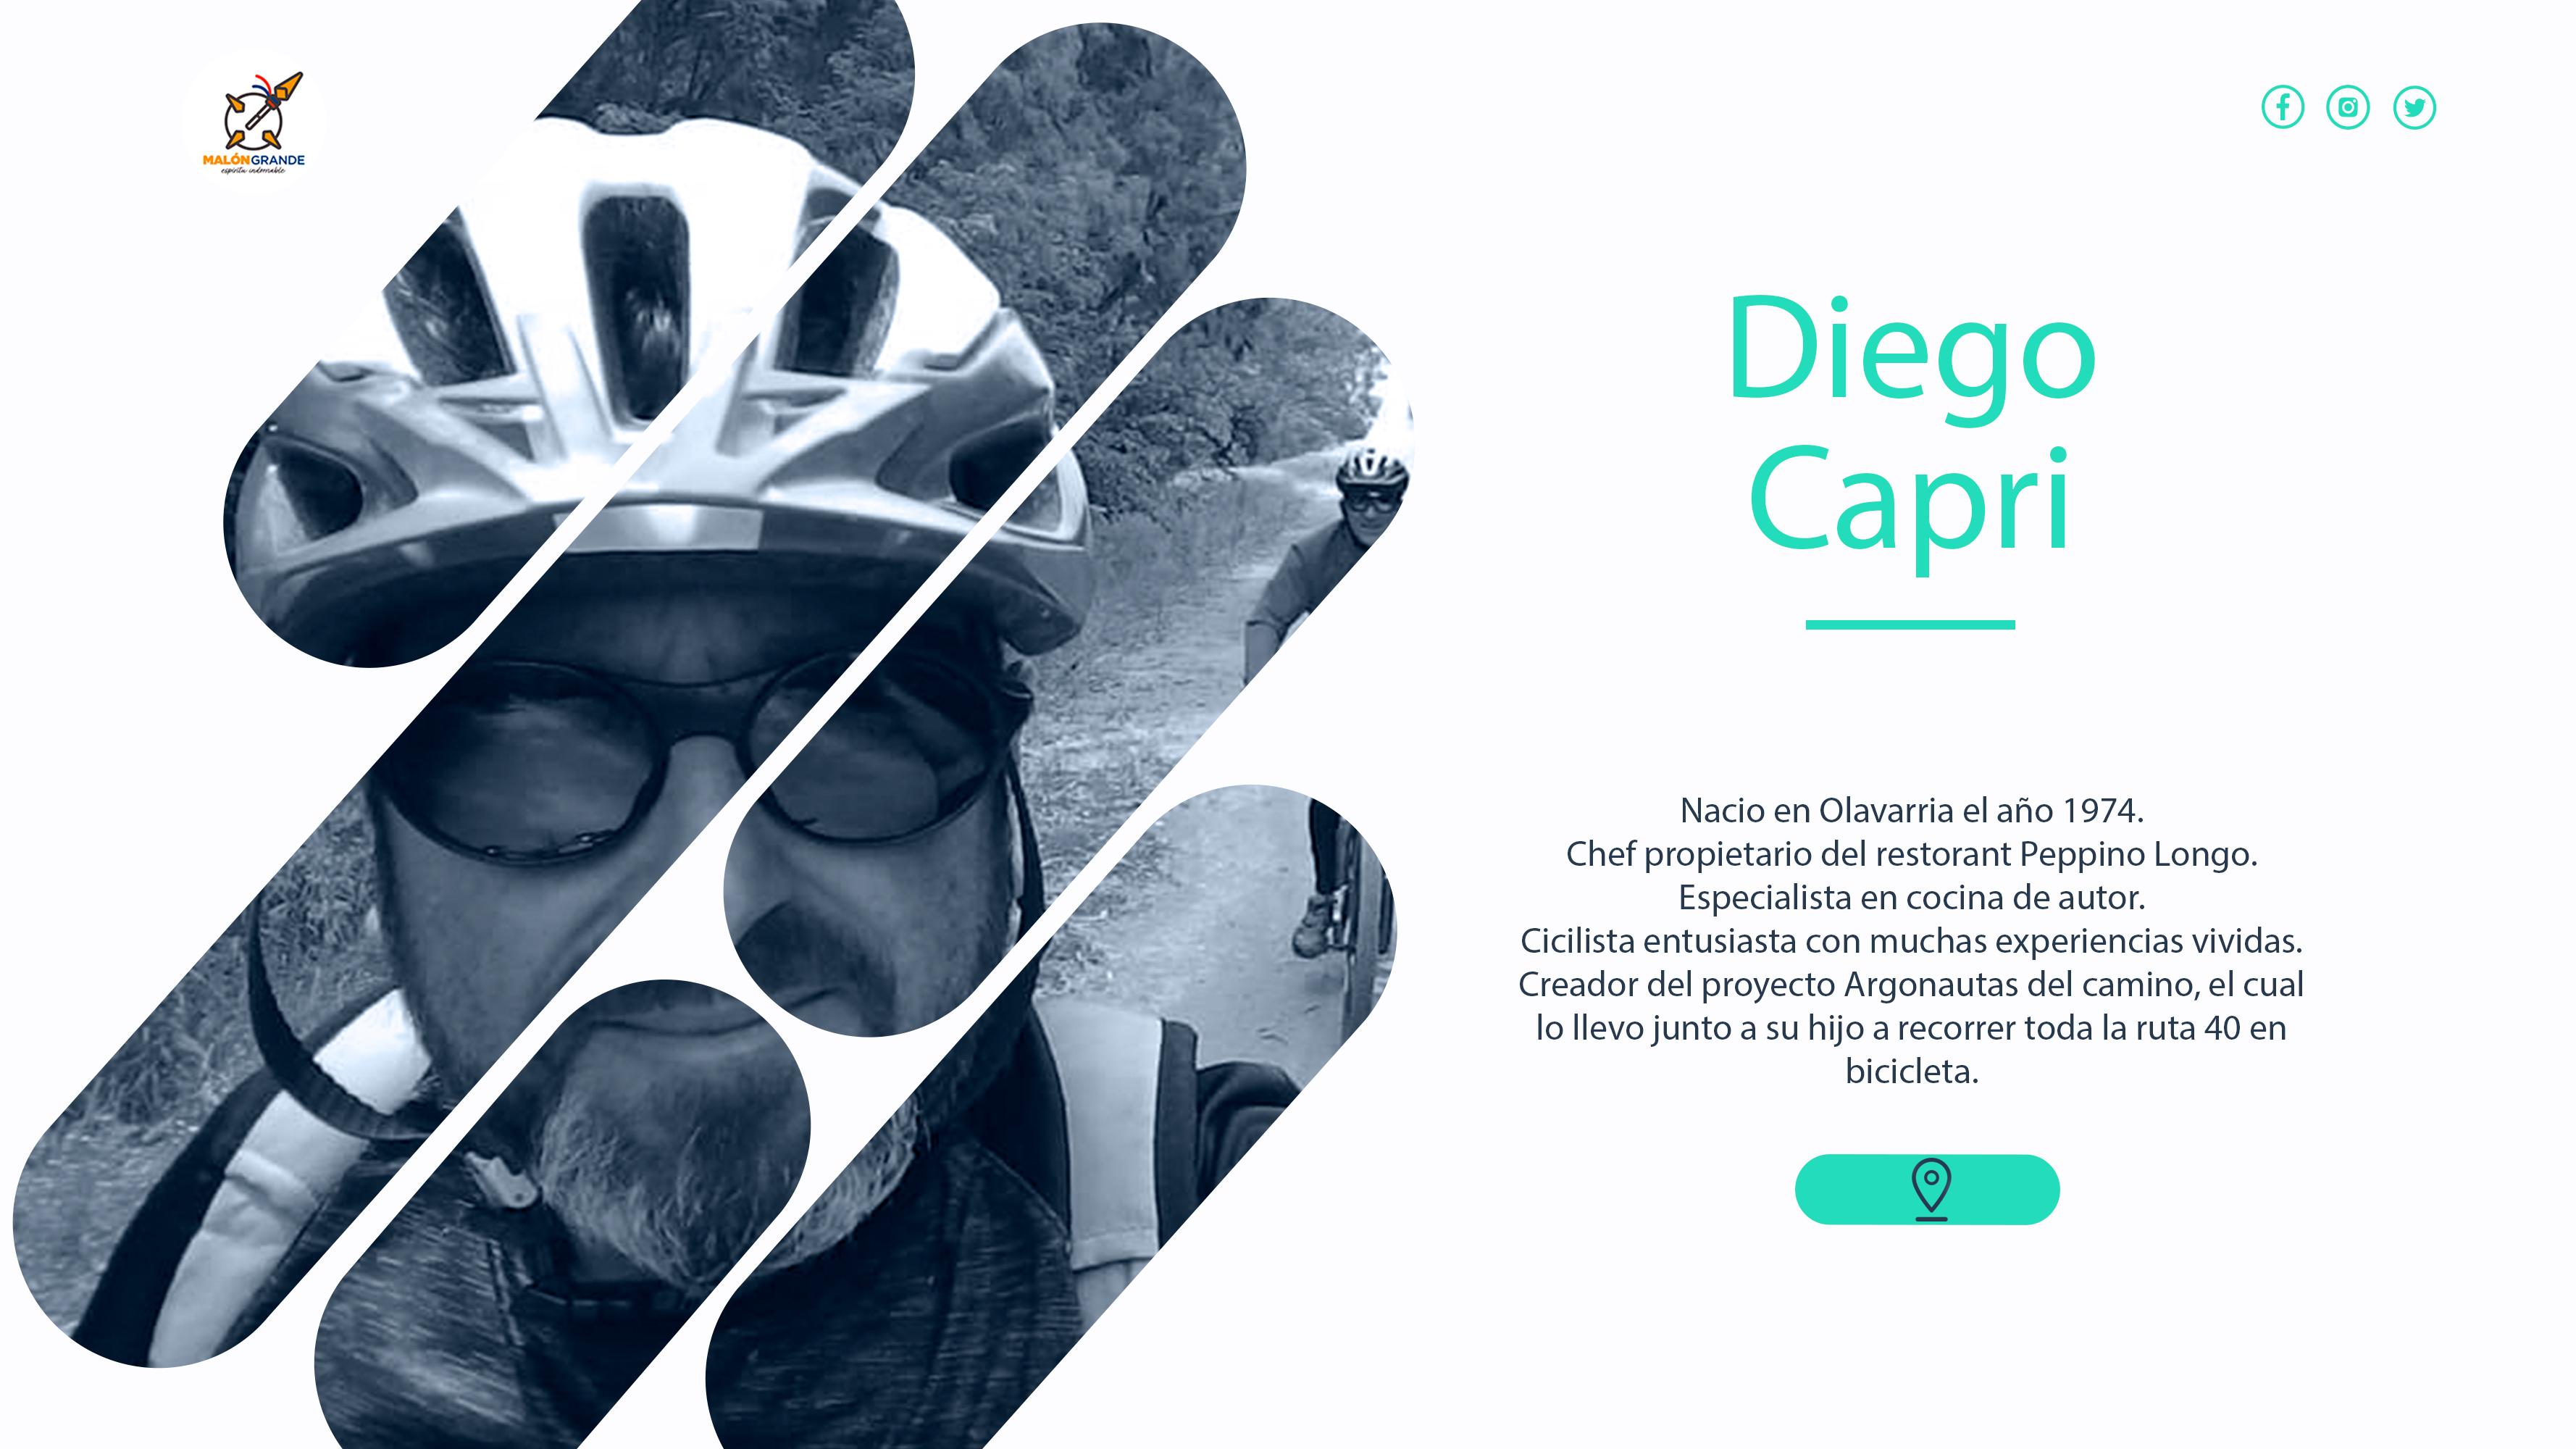 MALÓNGRANDE
espíritu indomable
Diego
Capri
Nacio en Olavarria el año 1974.
Chef propietario del restorant Peppino Longo.
Especialista en cocina de autor.
Cicilista entusiasta con muchas experiencias vividas.
Creador del proyecto Argonautas del camino, el cual
lo llevo junto a su hijo a recorrer toda la ruta 40 en
bicicleta.